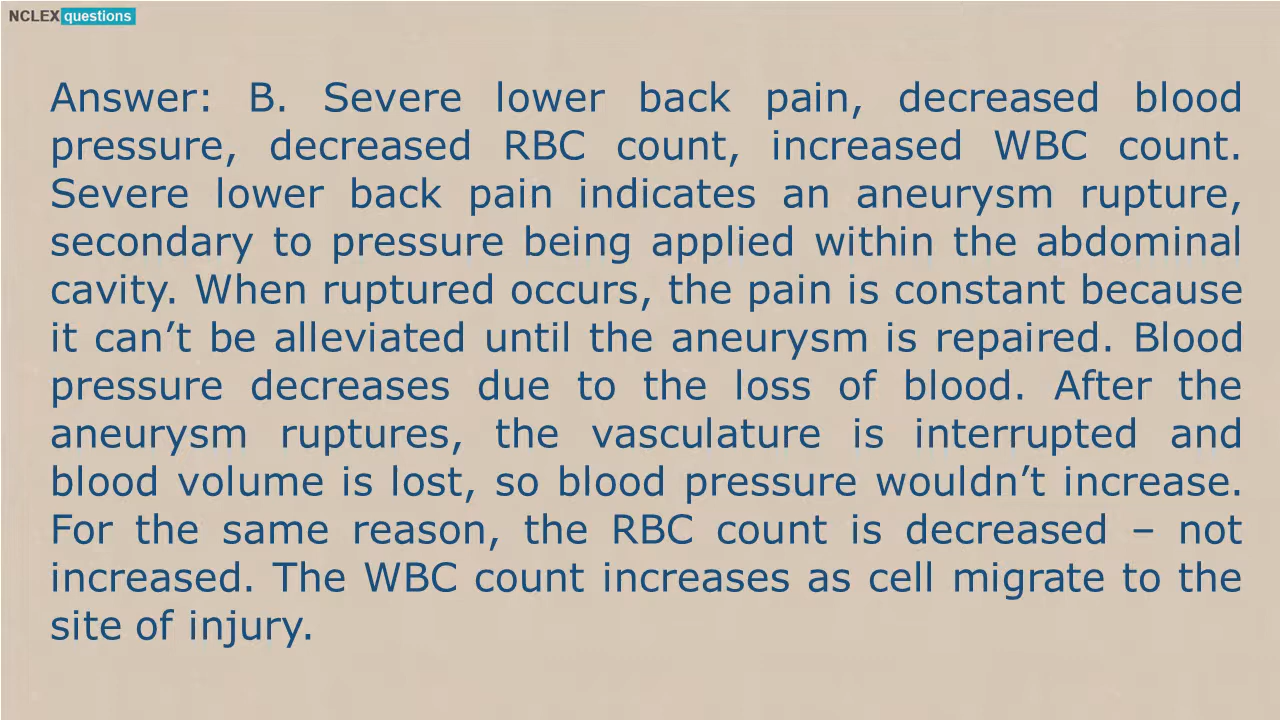 NCLEX questions
Answer: B. Severe lower back pain, decreased blood
pressure, decreased RBC count, increased WBC count.
Severe lower back pain indicates an aneurysm rupture,
secondary to pressure being applied within the abdominal
cavity. When ruptured occurs, the pain is constant because
it can’t be alleviated until the aneurysm is repaired. Blood
pressure decreases due to the loss of blood. After the
aneurysm ruptures, the vasculature is interrupted and
blood volume is lost, so blood pressure wouldn’t increase.
For the same reason, the RBC count is decreased – not
increased. The WBC count increases as cell migrate to the
site of injury.